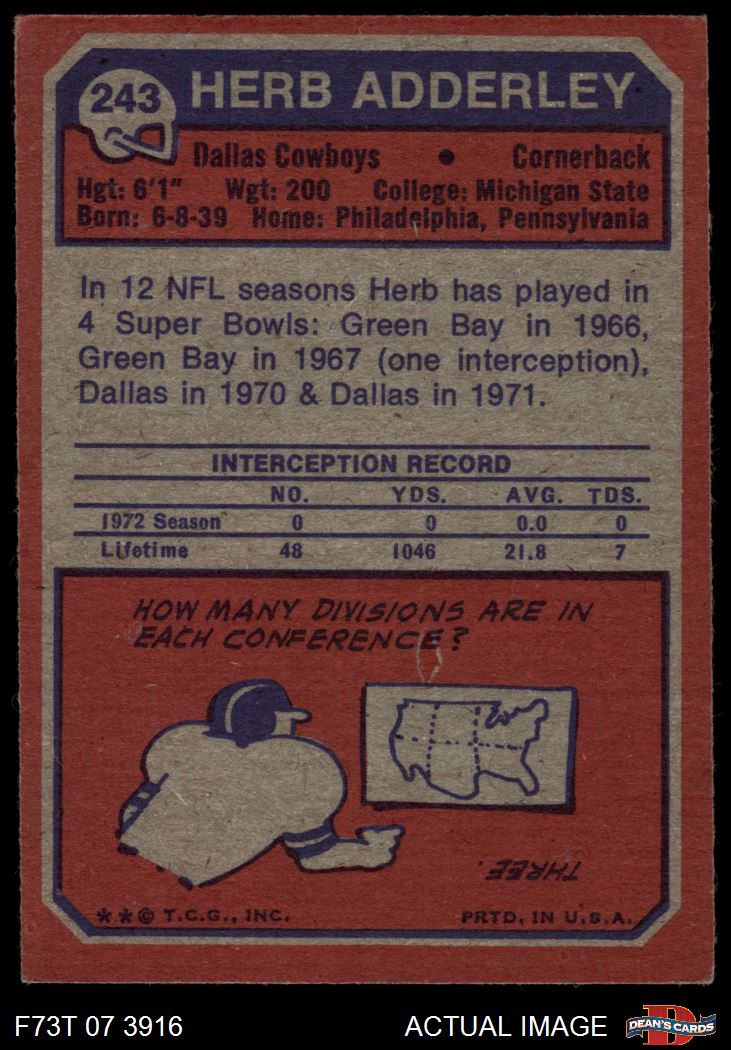 243 HERB ADDERLEY
Dallas Cowboys • Cornerback
Hgt: 6'1" Wgt: 200 College: Michigan State
Born: 6-8-39 Home: Philadelphia, Pennsylvania
In 12 NFL seasons Herb has played in
4 Super Bowls: Green Bay in 1966,
Green Bay in 1967 (one interception),
Dallas in 1970 & Dallas in 1971.
INTERCEPTION RECORD
NO. YDS. AVG. TDS.
1972 Season 0 0 0.0 0
Lifetime 48 1046 21.8 7
HOW MANY DIVISIONS ARE IN
EACH CONFERENCE?
THREE.
**© T.C.G., INC. PRTD. IN U.S.A.
F73T 07 3916 ACTUAL IMAGE D DEAN'S CARDS